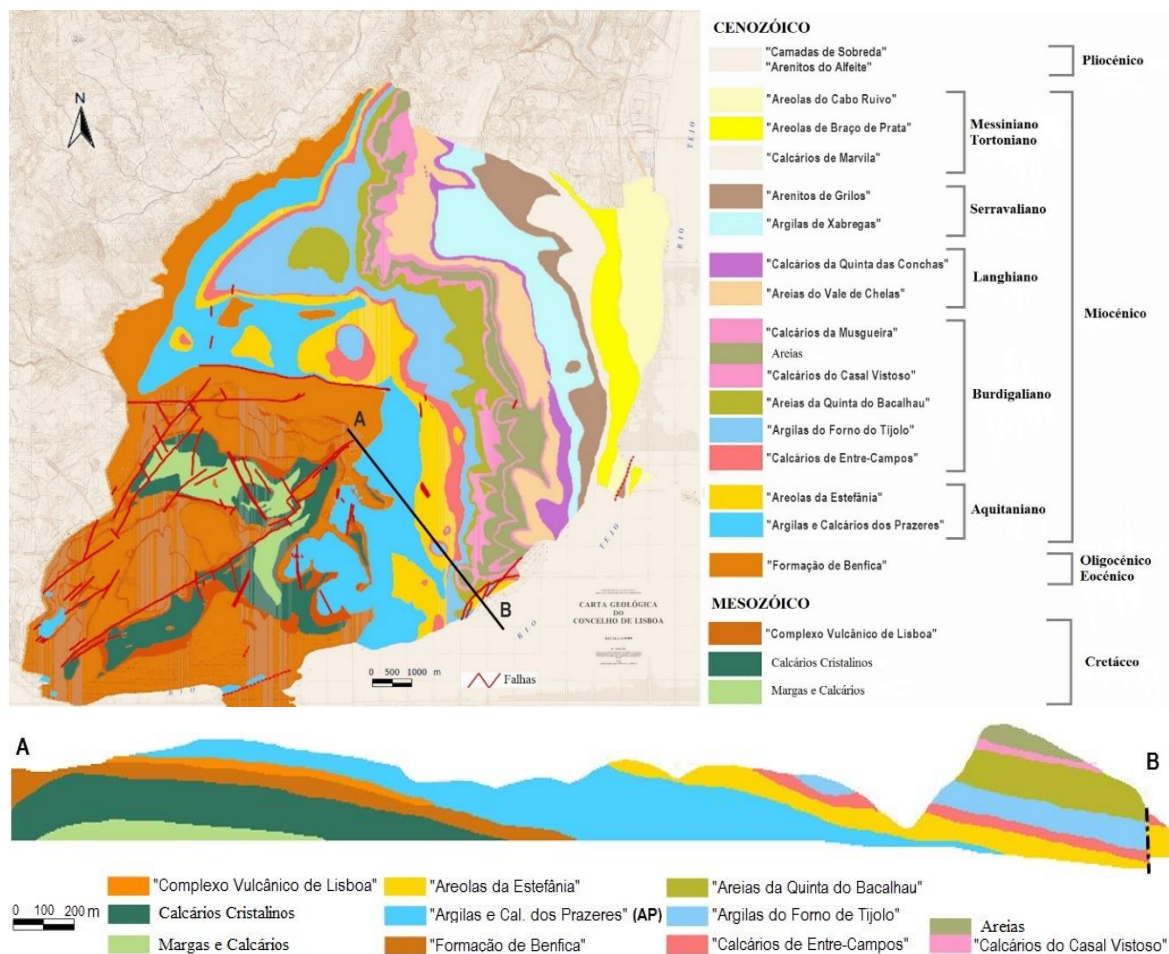 CENOZÓICO
"Camadas de Sobreda"
"Arenitos do Alfeite"
Pliocénico
"Areolas do Cabo Ruivo"
"Areolas de Braço de Prata"
"Calcários de Marvila"
Messiniano
Tortoniano
"Arenitos de Grilos"
"Argilas de Xabregas"
Serravaliano
"Calcários da Quinta das Conchas"
"Areias do Vale de Chelas"
Langhiano
Miocénico
"Calcários da Musgueira"
Areias
"Calcários do Casal Vistoso"
"Areias da Quinta do Bacalhau"
"Argilas do Forno do Tijolo"
"Calcários de Entre-Campos"
Burdigaliano
"Areolas da Estefânia"
"Argilas e Calcários dos Prazeres"
Aquitaniano
"Formação de Benfica"
Oligocénico
Eocénico
MESOZÓICO
"Complexo Vulcânico de Lisboa"
Calcários Cristalinos
Margas e Calcários
Cretácco
N
TEJO
RIO
A
B
TEJO
RIO
RIO
CARTA GEOLÓGICA
DO
CONCELHO DE LISBOA
0 500 1000 m
Falhas
A
B
"Complexo Vulcânico de Lisboa"
Calcários Cristalinos
Margas e Calcários
0 100 200 m
"Areolas da Estefânia"
"Argilas e Cal. dos Prazeres" (AP)
"Formação de Benfica"
"Areias da Quinta do Bacalhau"
"Argilas do Forno de Tijolo"
"Calcários de Entre-Campos"
Areias
"Calcários do Casal Vistoso"